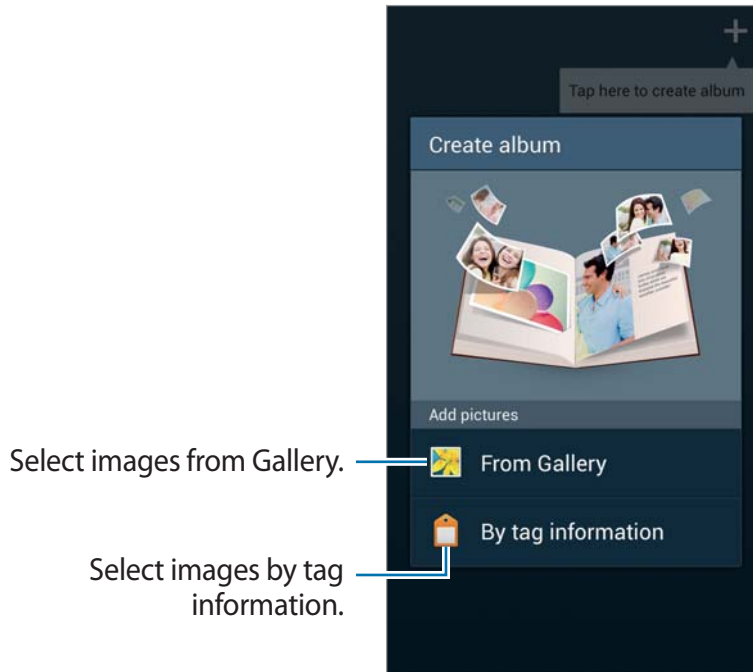 Tap here to create album
Create album
Add pictures
Select images from Gallery.
From Gallery
By tag information
Select images by tag
information.